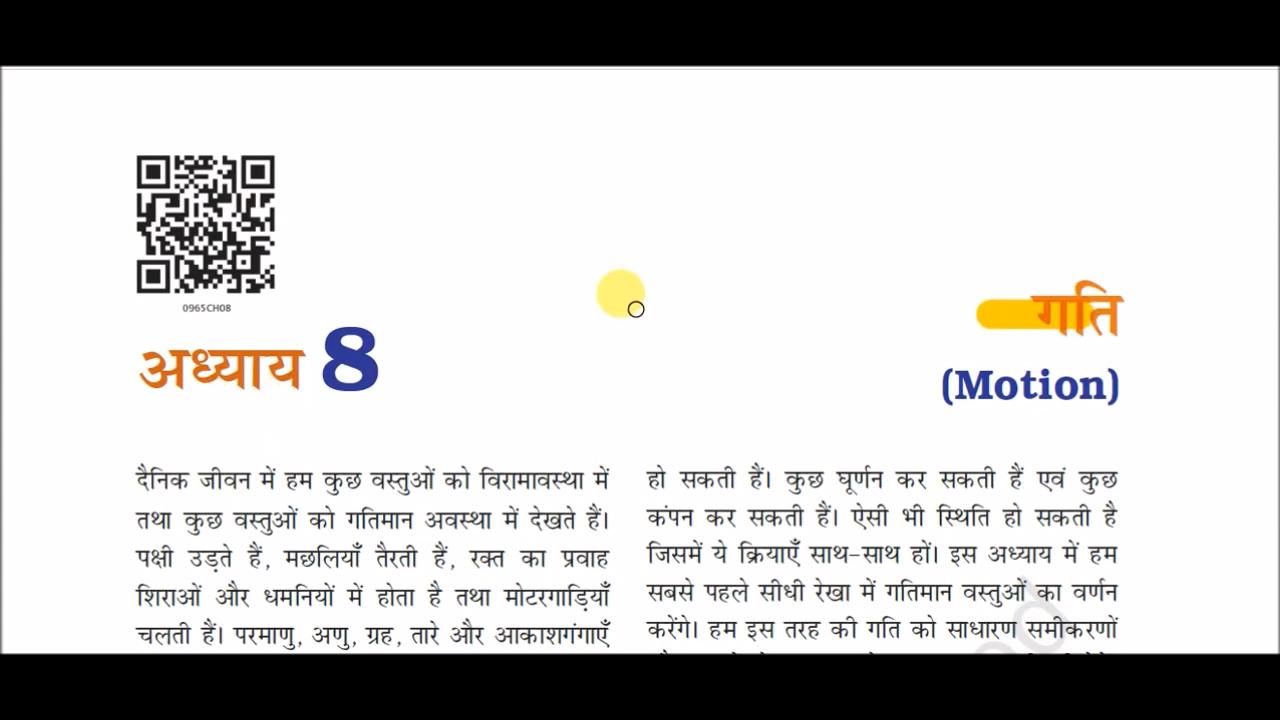 0965CH08
अध्याय 8
गति
(Motion)
दैनिक जीवन में हम कुछ वस्तुओं को विरामावस्था में
तथा कुछ वस्तुओं को गतिमान अवस्था में देखते हैं।
पक्षी उड़ते हैं, मछलियाँ तैरती हैं, रक्त का प्रवाह
शिराओं और धमनियों में होता है तथा मोटरगाड़ियाँ
चलती हैं। परमाणु, अणु, ग्रह, तारे और आकाशगंगाएँ
हो सकती हैं। कुछ घूर्णन कर सकती हैं एवं कुछ
कंपन कर सकती हैं। ऐसी भी स्थिति हो सकती है
जिसमें ये क्रियाएँ साथ-साथ हों। इस अध्याय में हम
सबसे पहले सीधी रेखा में गतिमान वस्तुओं का वर्णन
करेंगे। हम इस तरह की गति को साधारण समीकरणों